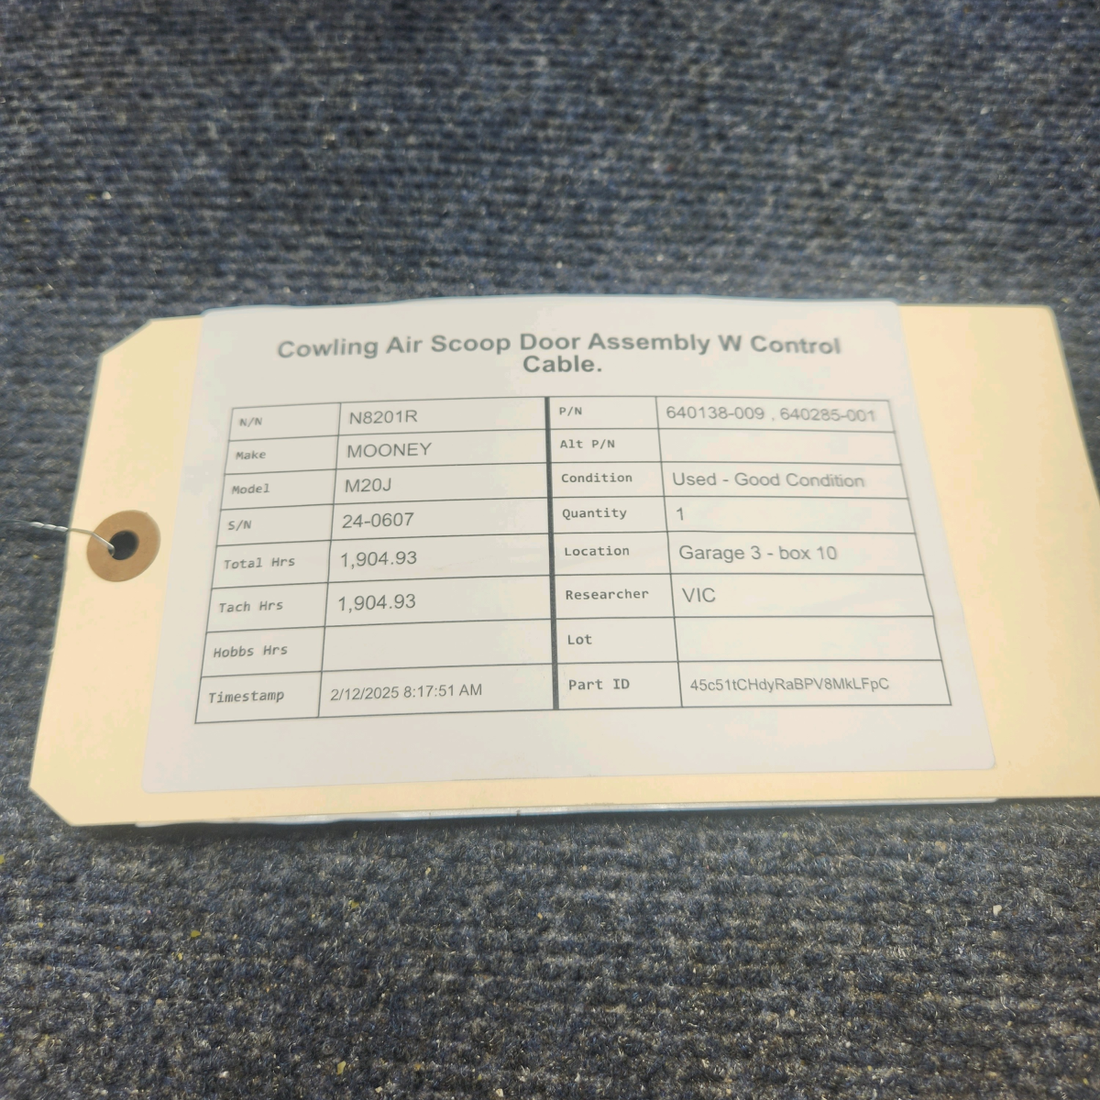 Cowling Air Scoop Door Assembly W Control
Cable.
N/N N8201R P/N 640138-009 , 640285-001
Make MOONEY Alt P/N
Model M20J Condition Used - Good Condition
S/N 24-0607 Quantity 1
Total Hrs 1,904.93 Location Garage 3 - box 10
Tach Hrs 1,904.93 Researcher VIC
Hobbs Hrs Lot
Timestamp 2/12/2025 8:17:51 AM Part ID 45c51tCHdyRaBPV8MkLFpC